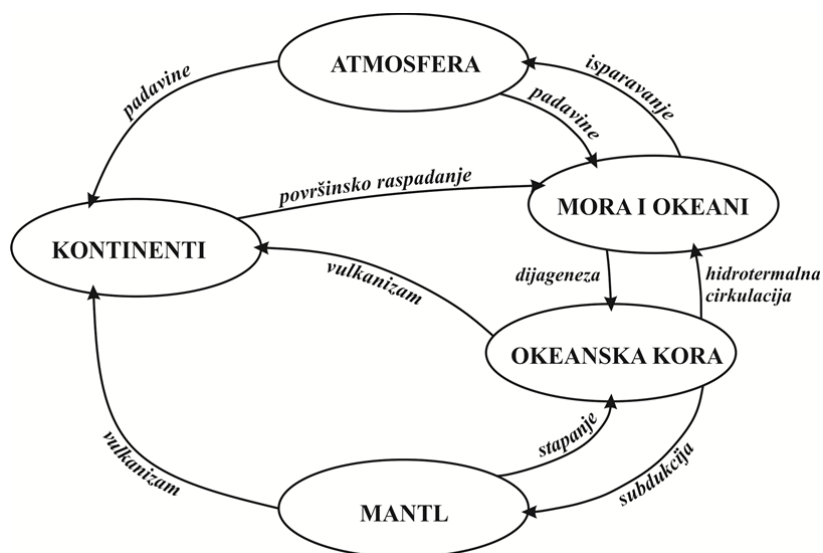 ATMOSFERA
padavine
padavine
isparavanje
površinsko raspadanje
MORA I OKEANI
KONTINENTI
vulkanizam
dijageneza
hidrotermalna
cirkulacija
OKEANSKA KORA
stapanje
subdukcija
vulkanizam
MANTL